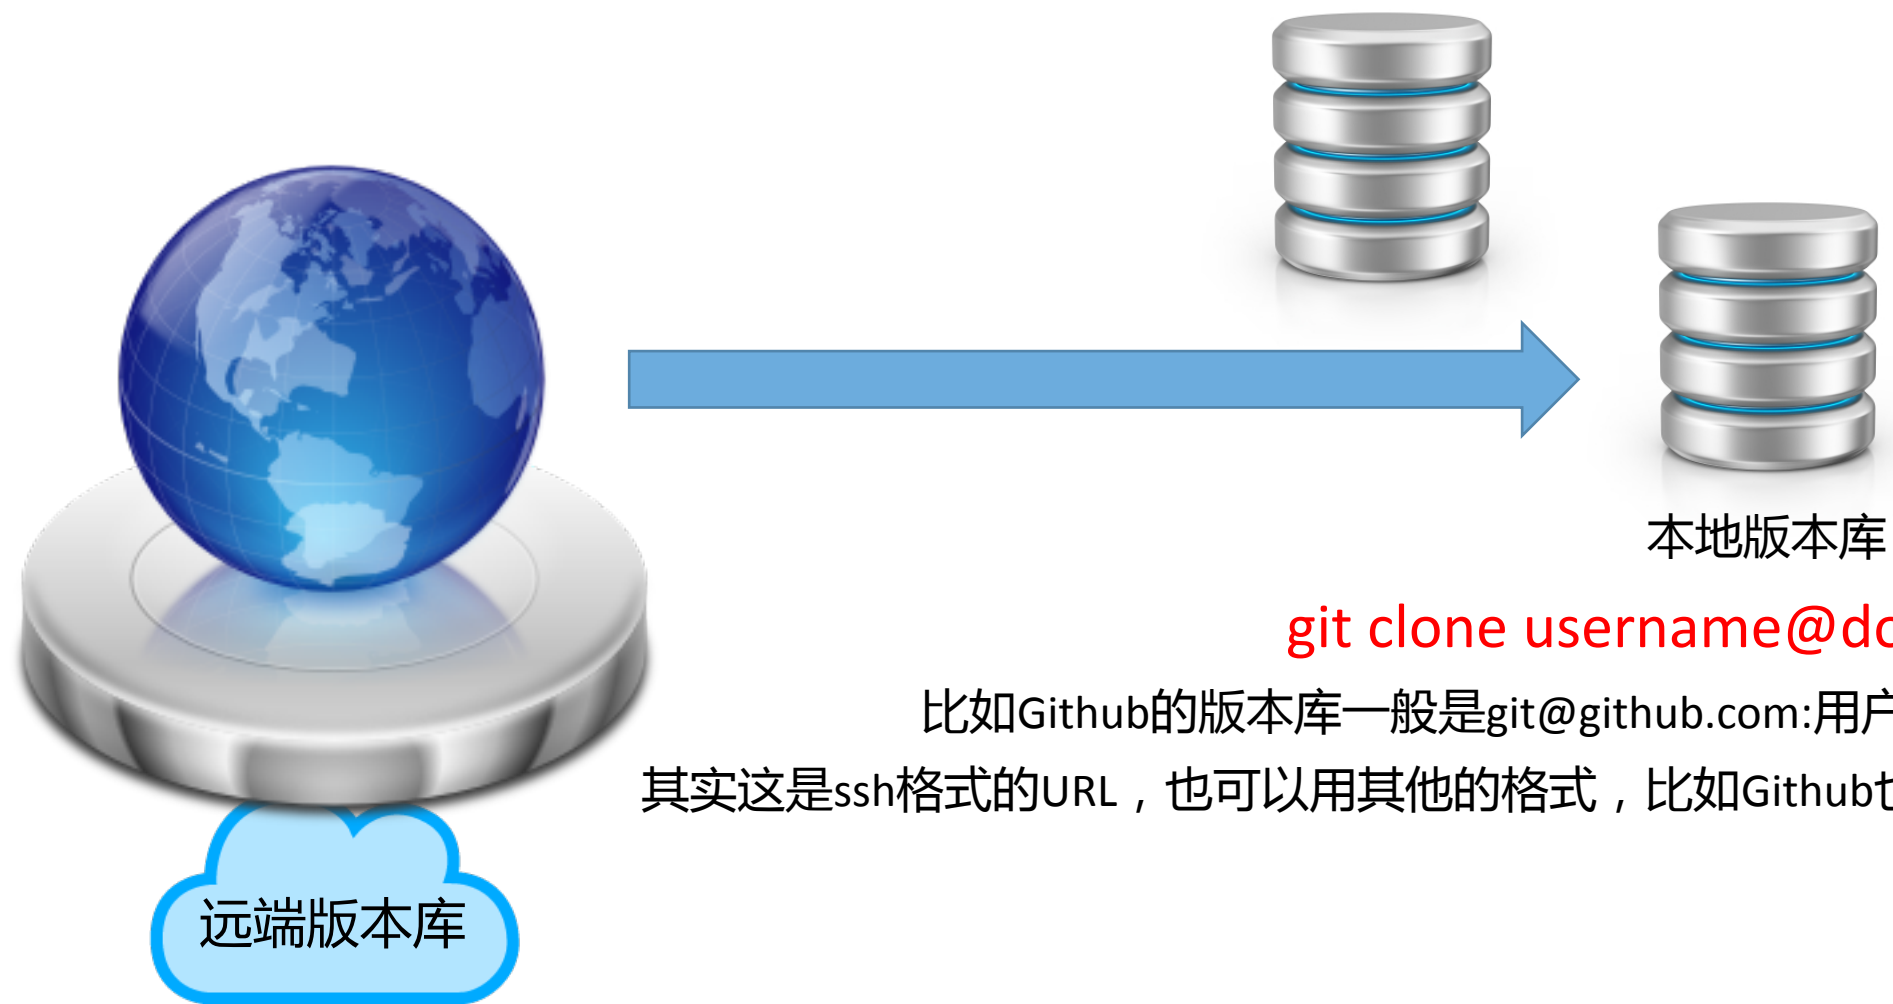 本地版本库
git clone username@do
比如Github的版本库一般是git@github.com:用户
其实这是ssh格式的URL，也可以用其他的格式，比如Github
远端版本库